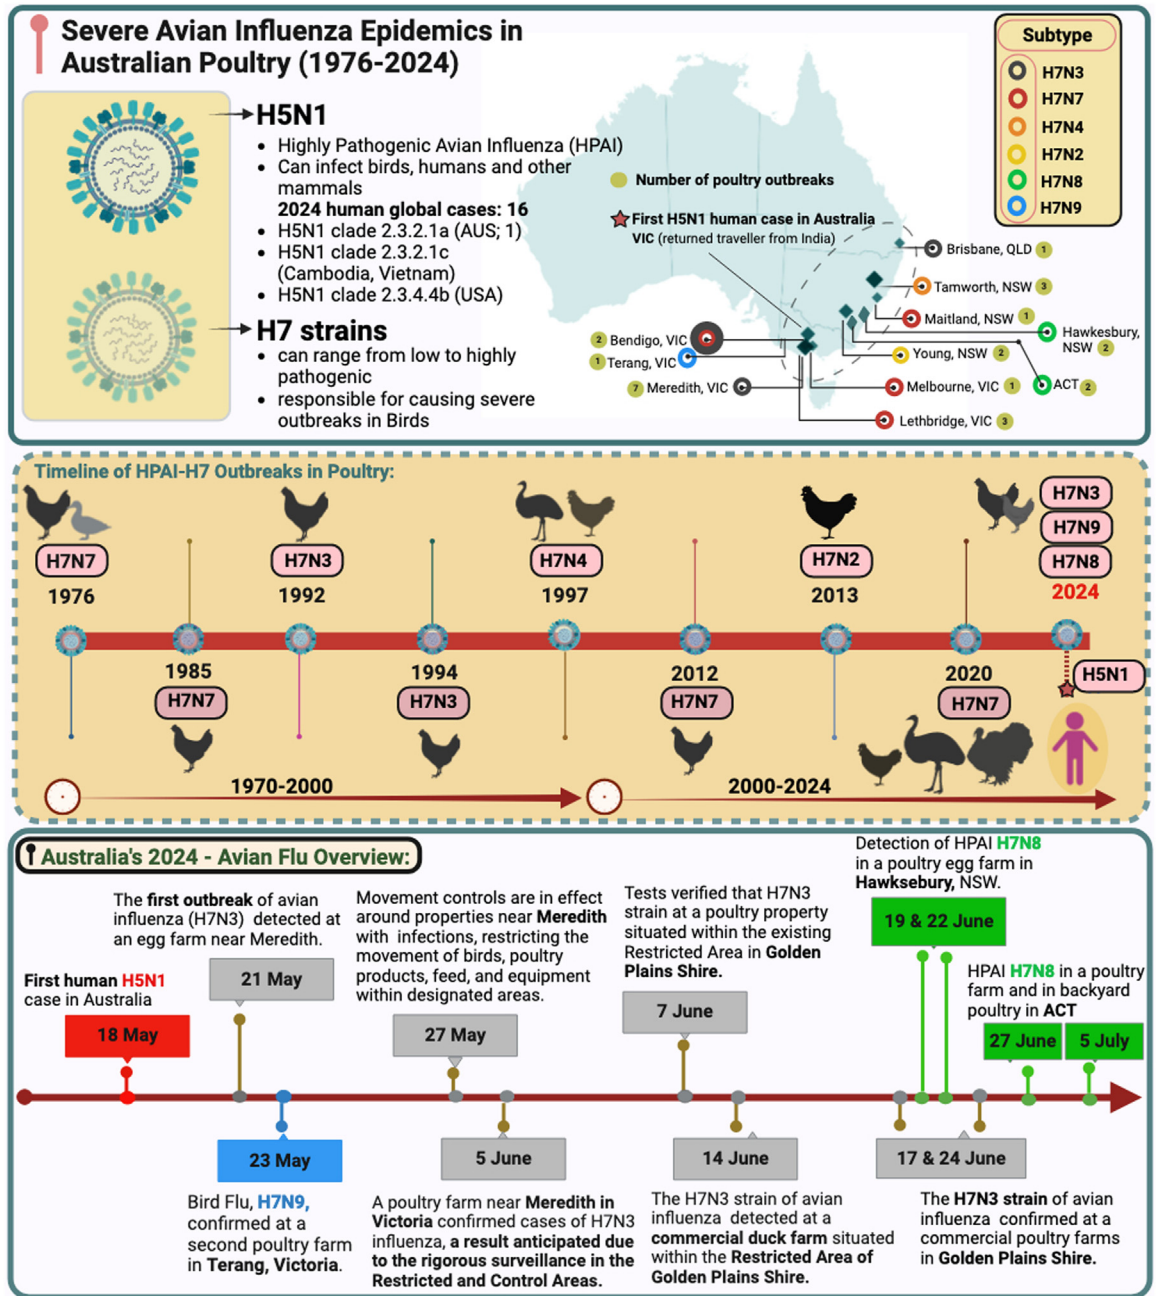 Severe Avian Influenza Epidemics in
Australian Poultry (1976-2024)
H5N1
• Highly Pathogenic Avian Influenza (HPAI)
• Can infect birds, humans and other
mammals
2024 human global cases: 16
• H5N1 clade 2.3.2.1a (AUS; 1)
• H5N1 clade 2.3.2.1c
(Cambodia, Vietnam)
• H5N1 clade 2.3.4.4b (USA)
H7 strains
• can range from low to highly
pathogenic
• responsible for causing severe
outbreaks in Birds
Number of poultry outbreaks
First H5N1 human case in Australia
VIC (returned traveller from India)
Subtype
H7N3
H7N7
H7N4
H7N2
H7N8
H7N9
Brisbane, QLD 1
Tamworth, NSW 3
Maitland, NSW 1
Hawkesbury,
NSW 2
Young, NSW 2
Melbourne, VIC 1
ACT 2
Lethbridge, VIC 3
2 Bendigo, VIC
1 Terang, VIC
7 Meredith, VIC
Timeline of HPAI-H7 Outbreaks in Poultry:
H7N7
1976
H7N3
1992
H7N4
1997
H7N2
2013
H7N3
H7N9
H7N8
2024
1985
H7N7
1994
H7N3
2012
H7N7
2020
H7N7
H5N1
1970-2000
2000-2024
Australia's 2024 - Avian Flu Overview:
First human H5N1
case in Australia
18 May
The first outbreak of avian
influenza (H7N3) detected at
an egg farm near Meredith.
21 May
Movement controls are in effect
around properties near Meredith
with infections, restricting the
movement of birds, poultry
products, feed, and equipment
within designated areas.
27 May
Tests verified that H7N3
strain at a poultry property
situated within the existing
Restricted Area in Golden
Plains Shire.
7 June
Detection of HPAI H7N8
in a poultry egg farm in
Hawksebury, NSW.
19 & 22 June
HPAI H7N8 in a poultry
farm and in backyard
poultry in ACT
27 June
5 July
23 May
Bird Flu, H7N9,
confirmed at a
second poultry farm
in Terang, Victoria.
5 June
A poultry farm near Meredith in
Victoria confirmed cases of H7N3
influenza, a result anticipated due
to the rigorous surveillance in the
Restricted and Control Areas.
14 June
The H7N3 strain of avian
influenza detected at a
commercial duck farm situated
within the Restricted Area of
Golden Plains Shire.
17 & 24 June
The H7N3 strain of avian
influenza confirmed at a
commercial poultry farms
in Golden Plains Shire.